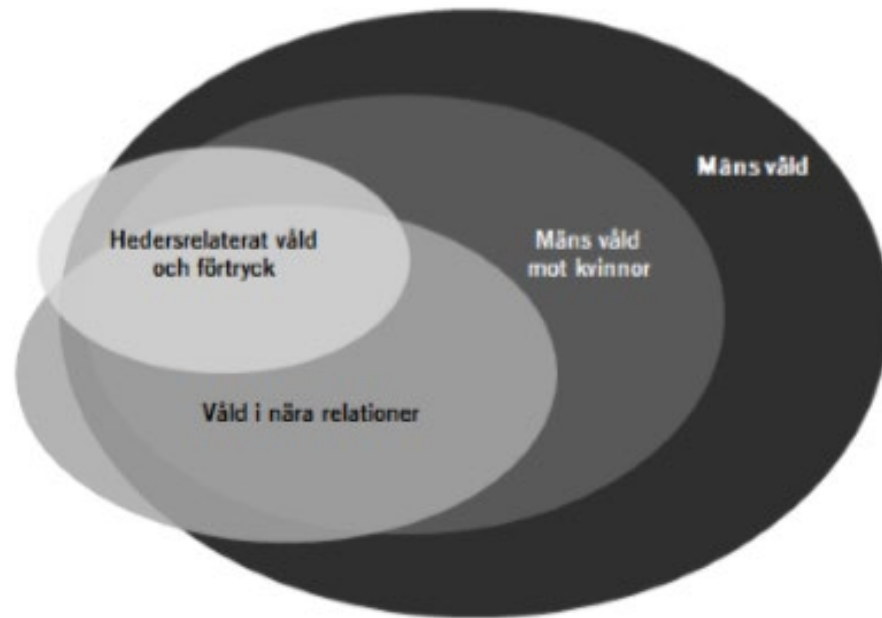 Mäns våld
Hedersrelaterat våld
och förtryck
Mäns våld
mot kvinnor
Våld i nära relationer